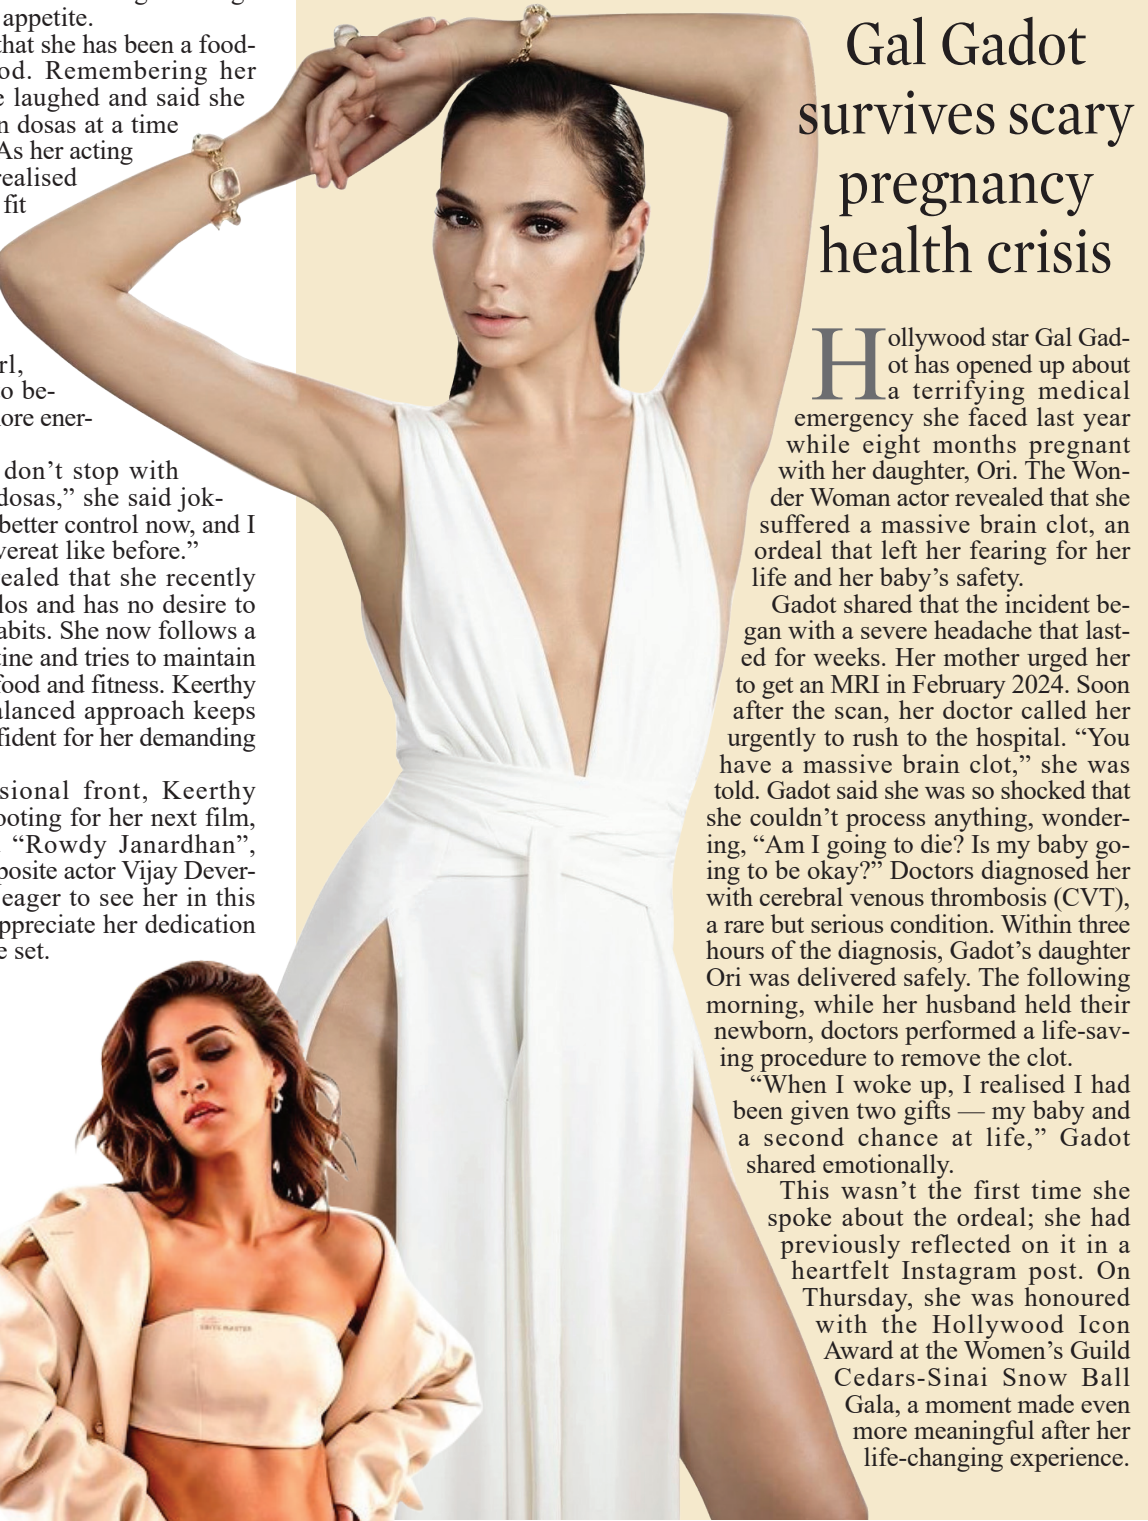 appetite.
that she has been a food-
od. Remembering her
e laughed and said she
n dosas at a time
As her acting
realised
fit
rl,
o be-
ore ener-
don’t stop with
dosas,” she said jok-
better control now, and I
vereat like before.”
ealed that she recently
los and has no desire to
abits. She now follows a
tine and tries to maintain
food and fitness. Keerthy
alanced approach keeps
fident for her demanding
sional front, Keerthy
ooting for her next film,
“Rowdy Janardhan”,
posite actor Vijay Dever-
eager to see her in this
ppreciate her dedication
e set.
Gal Gadot
survives scary
pregnancy
health crisis
Hollywood star Gal Gad-
ot has opened up about
a terrifying medical
emergency she faced last year
while eight months pregnant
with her daughter, Ori. The Won-
der Woman actor revealed that she
suffered a massive brain clot, an
ordeal that left her fearing for her
life and her baby’s safety.
Gadot shared that the incident be-
gan with a severe headache that last-
ed for weeks. Her mother urged her
to get an MRI in February 2024. Soon
after the scan, her doctor called her
urgently to rush to the hospital. “You
have a massive brain clot,” she was
told. Gadot said she was so shocked that
she couldn’t process anything, wonder-
ing, “Am I going to die? Is my baby go-
ing to be okay?” Doctors diagnosed her
with cerebral venous thrombosis (CVT),
a rare but serious condition. Within three
hours of the diagnosis, Gadot’s daughter
Ori was delivered safely. The following
morning, while her husband held their
newborn, doctors performed a life-sav-
ing procedure to remove the clot.
“When I woke up, I realised I had
been given two gifts — my baby and
a second chance at life,” Gadot
shared emotionally.
This wasn’t the first time she
spoke about the ordeal; she had
previously reflected on it in a
heartfelt Instagram post. On
Thursday, she was honoured
with the Hollywood Icon
Award at the Women’s Guild
Cedars-Sinai Snow Ball
Gala, a moment made even
more meaningful after her
life-changing experience.